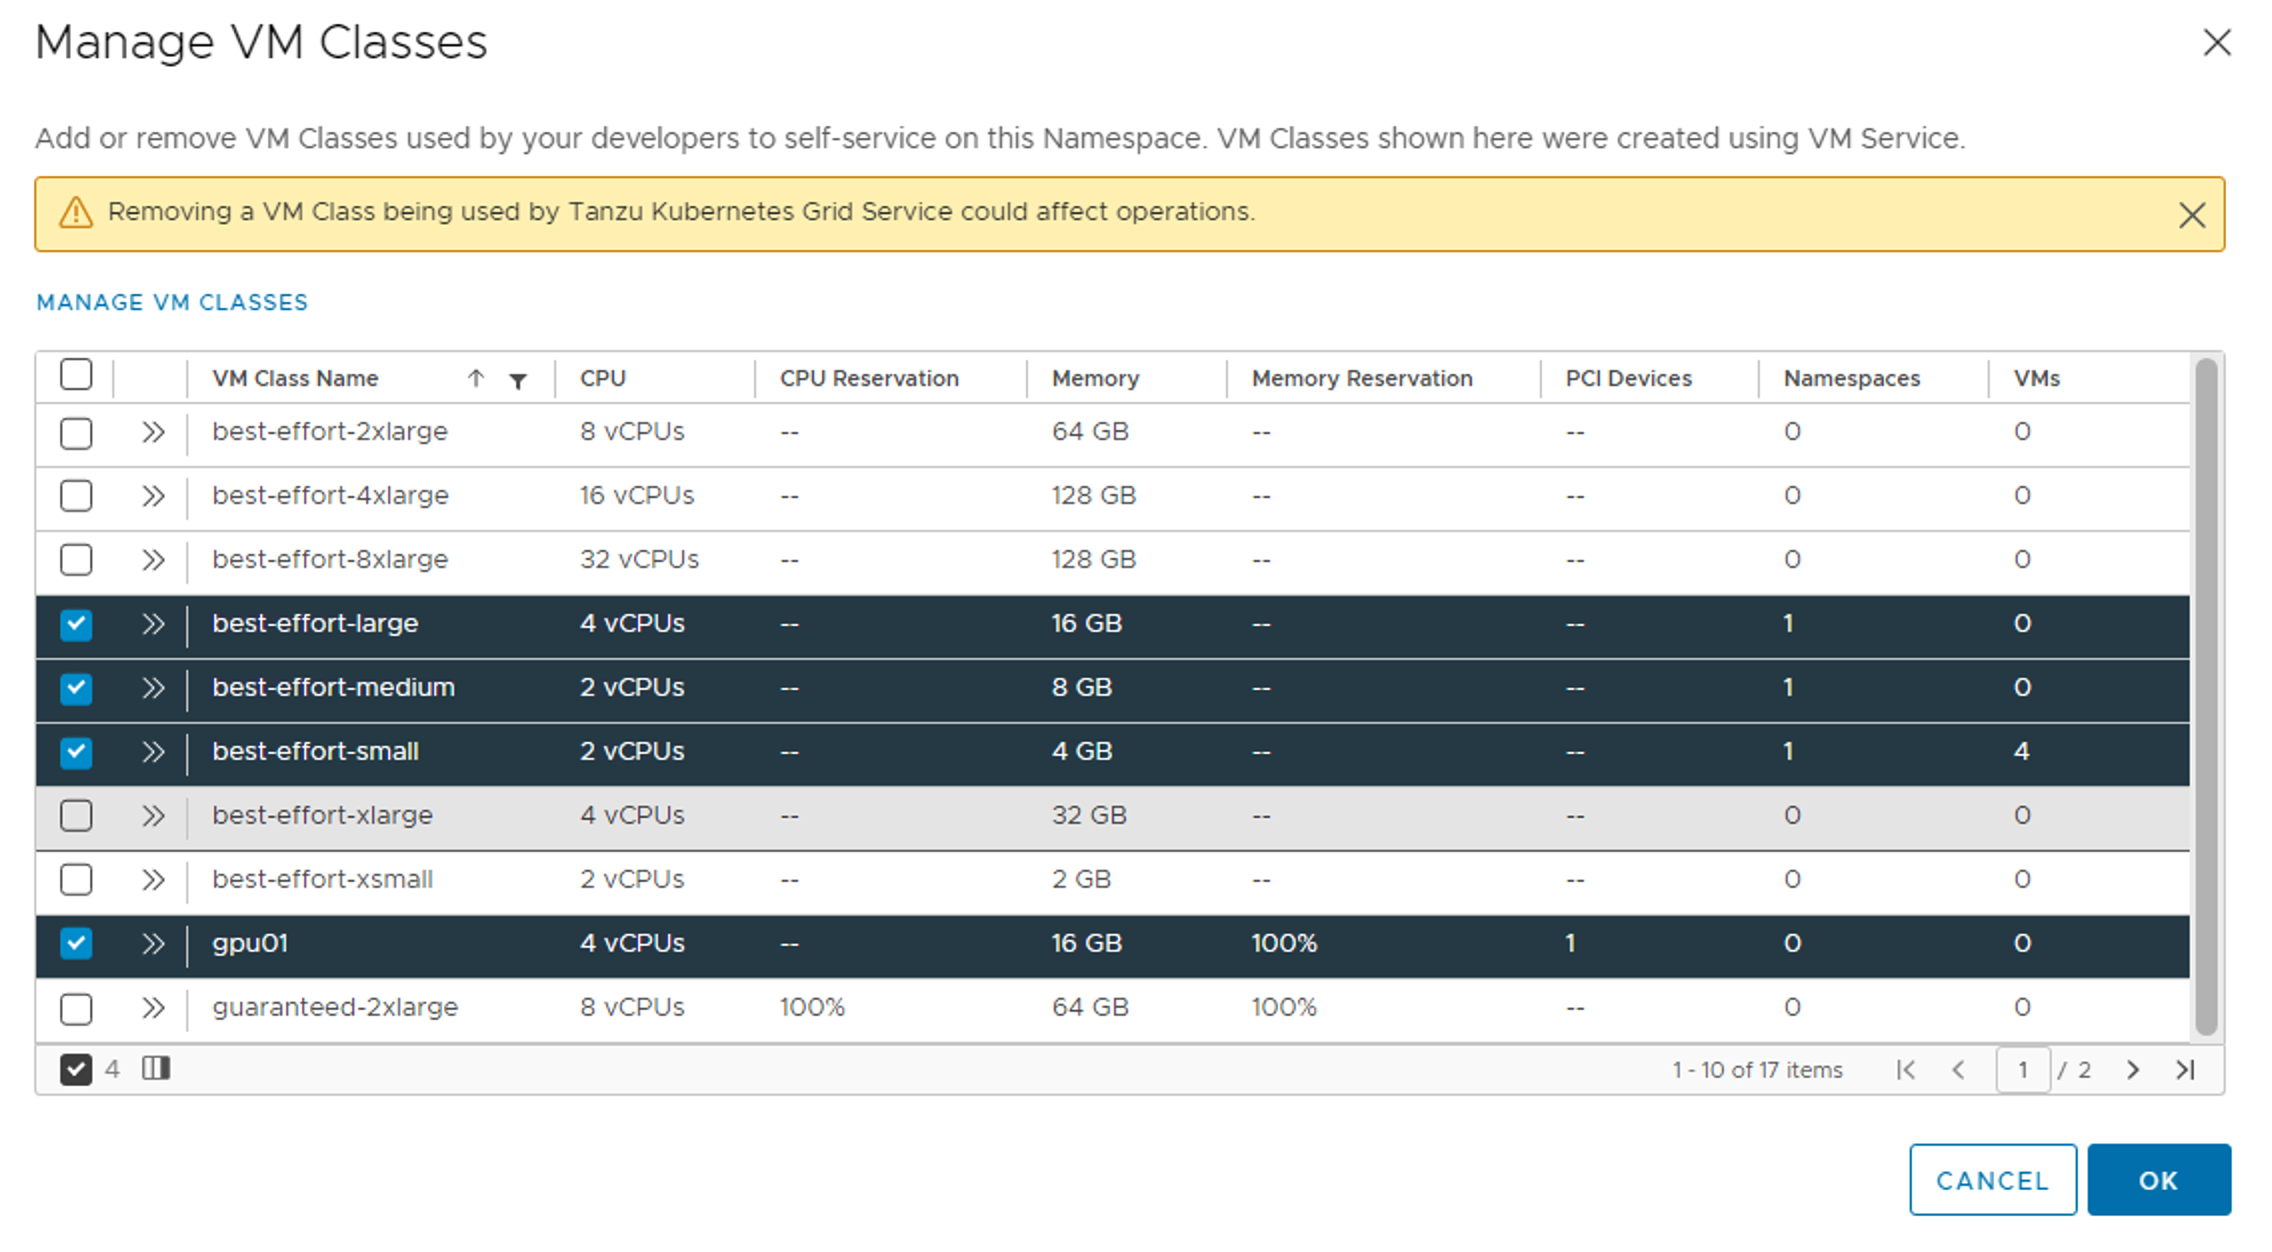 Manage VM Classes
Add or remove VM Classes used by your developers to self-service on this Namespace. VM Classes shown here were created using VM Service.
Removing a VM Class being used by Tanzu Kubernetes Grid Service could affect operations.
MANAGE VM CLASSES
VM Class Name CPU CPU Reservation Memory Memory Reservation PCI Devices Namespaces VMs
best-effort-2xlarge 8 vCPUs -- 64 GB -- -- 0 0
best-effort-4xlarge 16 vCPUs -- 128 GB -- -- 0 0
best-effort-8xlarge 32 vCPUs -- 128 GB -- -- 0 0
best-effort-large 4 vCPUs -- 16 GB -- -- 1 0
best-effort-medium 2 vCPUs -- 8 GB -- -- 1 0
best-effort-small 2 vCPUs -- 4 GB -- -- 1 4
best-effort-xlarge 4 vCPUs -- 32 GB -- -- 0 0
best-effort-xsmall 2 vCPUs -- 2 GB -- -- 0 0
gpu01 4 vCPUs -- 16 GB 100% 1 0 0
guaranteed-2xlarge 8 vCPUs 100% 64 GB 100% -- 0 0
4 1 - 10 of 17 items 1 / 2
CANCEL OK